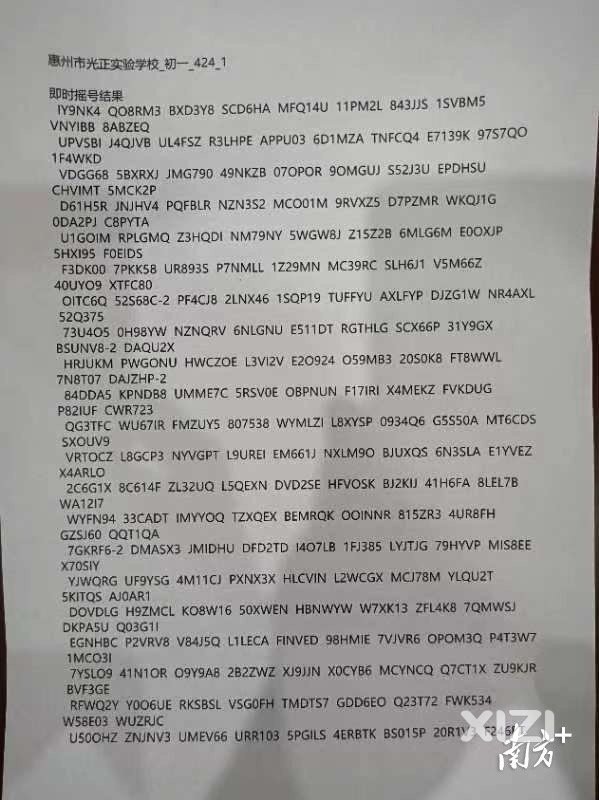 惠州市光正实验学校_初一_424_1
即时摇号结果
IY9NK4 QO8RM3 BXD3Y8 SCD6HA MFQ14U 11PM2L 843JJS 1SVBM5
VNYIBB 8ABZEQ
UPVSBI J4QJVB UL4FSZ R3LHPE APPU03 6D1MZA TNFCQ4 E7139K 97S7QO
1F4WKD
VDGG68 5BXRXJ JMG790 49NKZB 07OPOR 9OMGUJ S52J3U EPDHSU
CHVIMT 5MCK2P
D61H5R JNJHV4 PQFBLR NZN3S2 MCO01M 9RVXZ5 D7PZMR WKQJ1G
0DA2PJ C8PYTA
U1GOIM RPLGMQ Z3HQDI NM79NY 5WGW8J Z15Z2B 6MLG6M E0OXJP
5HXI95 F0EIDS
F3DK00 7PKK58 UR893S P7NMLL 1Z29MN MC39RC SLH6J1 V5M66Z
40UYO9 XTFC80
OITC6Q 52S68C-2 PF4CJ8 2LNX46 1SQP19 TUFFYU AXLFYP DJZG1W NR4AXL
52Q375
73U4O5 0H98YW NZNQRV 6NLGNU E511DT RGTHLG SCX66P 31Y9GX
BSUNV8-2 DAQU2X
HRJUKM PWGONU HWCZOE L3VI2V E2O924 O59MB3 20S0K8 FT8WWL
7N8T07 DAJZHP-2
84DDA5 KPNDB8 UMME7C 5RSV0E OBPNUN F17IRI X4MEKZ FVKDUG
P82IUF CWR723
QG3TFC WU67IR FMZUY5 807538 WYMLZI L8XYSP 0934Q6 G5S50A MT6CDS
SXOUV9
VRTOCZ L8GCP3 NYVGPT L9UREI EM661J NXLM9O BJUXQS 6N3SLA E1YVEZ
X4ARLO
2C6G1X 8C614F ZL32UQ L5QEXN DVD2SE HFVOSK BJ2KIJ 41H6FA 8LEL7B
WA12I7
WYFN94 33CADT IMYYOQ TZXQEX BEMRQK OOINNR 815ZR3 4UR8FH
GZSJ60 QQT1QA
7GKRF6-2 DMASX3 JMIDHU DFD2TD I4O7LB 1FJ385 LYJTJG 79HYVP MIS8EE
X70SIY
YJWQRG UF9YSG 4M11CJ PXNX3X HLCVIN L2WCGX MCJ78M YLQU2T
5KITQS AJ0AR1
DOVDLG H9ZMCL KO8W16 50XWEN HBNWYW W7XK13 ZFL4K8 7QMWSJ
DKPA5U Q03G1I
EGNHBC P2VRV8 V84J5Q L1LECA FINVED 98HMIE 7VJVR6 OPOM3Q P4T3W7
1MCO3I
7YSLO9 41N1OR O9Y9A8 2B2ZWZ XJ9JJN X0CYB6 MCYNCQ Q7CT1X ZU9KJR
BVF3GE
RFWQ2Y Y0O6UE RKSBSL VSG0FH TMDTS7 GDD6EO Q23T72 FWK534
W58E03 WUZRJC
U50OHZ ZNJNV3 UMEV66 URR103 5PGILS 4ERBTK BS015P 20R1V3
XIZI
南方+